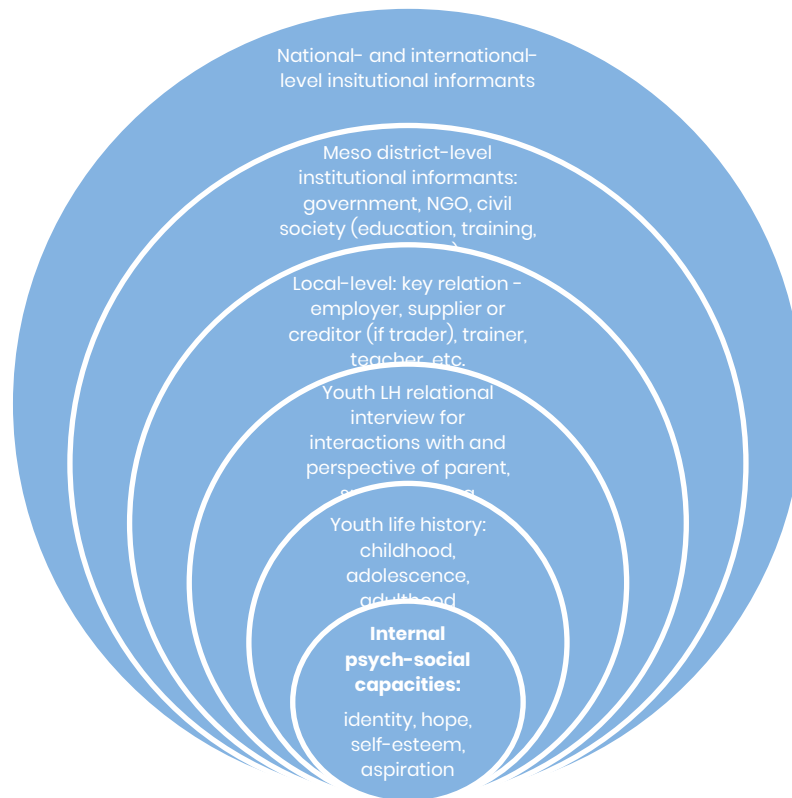 National- and international-
level insitutional informants
Meso district-level
institutional informants:
government, NGO, civil
society (education, training,
Local-level: key relation -
employer, supplier or
creditor (if trader), trainer,
teacher, etc.
Youth LH relational
interview for
interactions with and
perspective of parent,
Youth life history:
childhood,
adolescence,
adulthood
Internal
psych-social
capacities:
identity, hope,
self-esteem,
aspiration